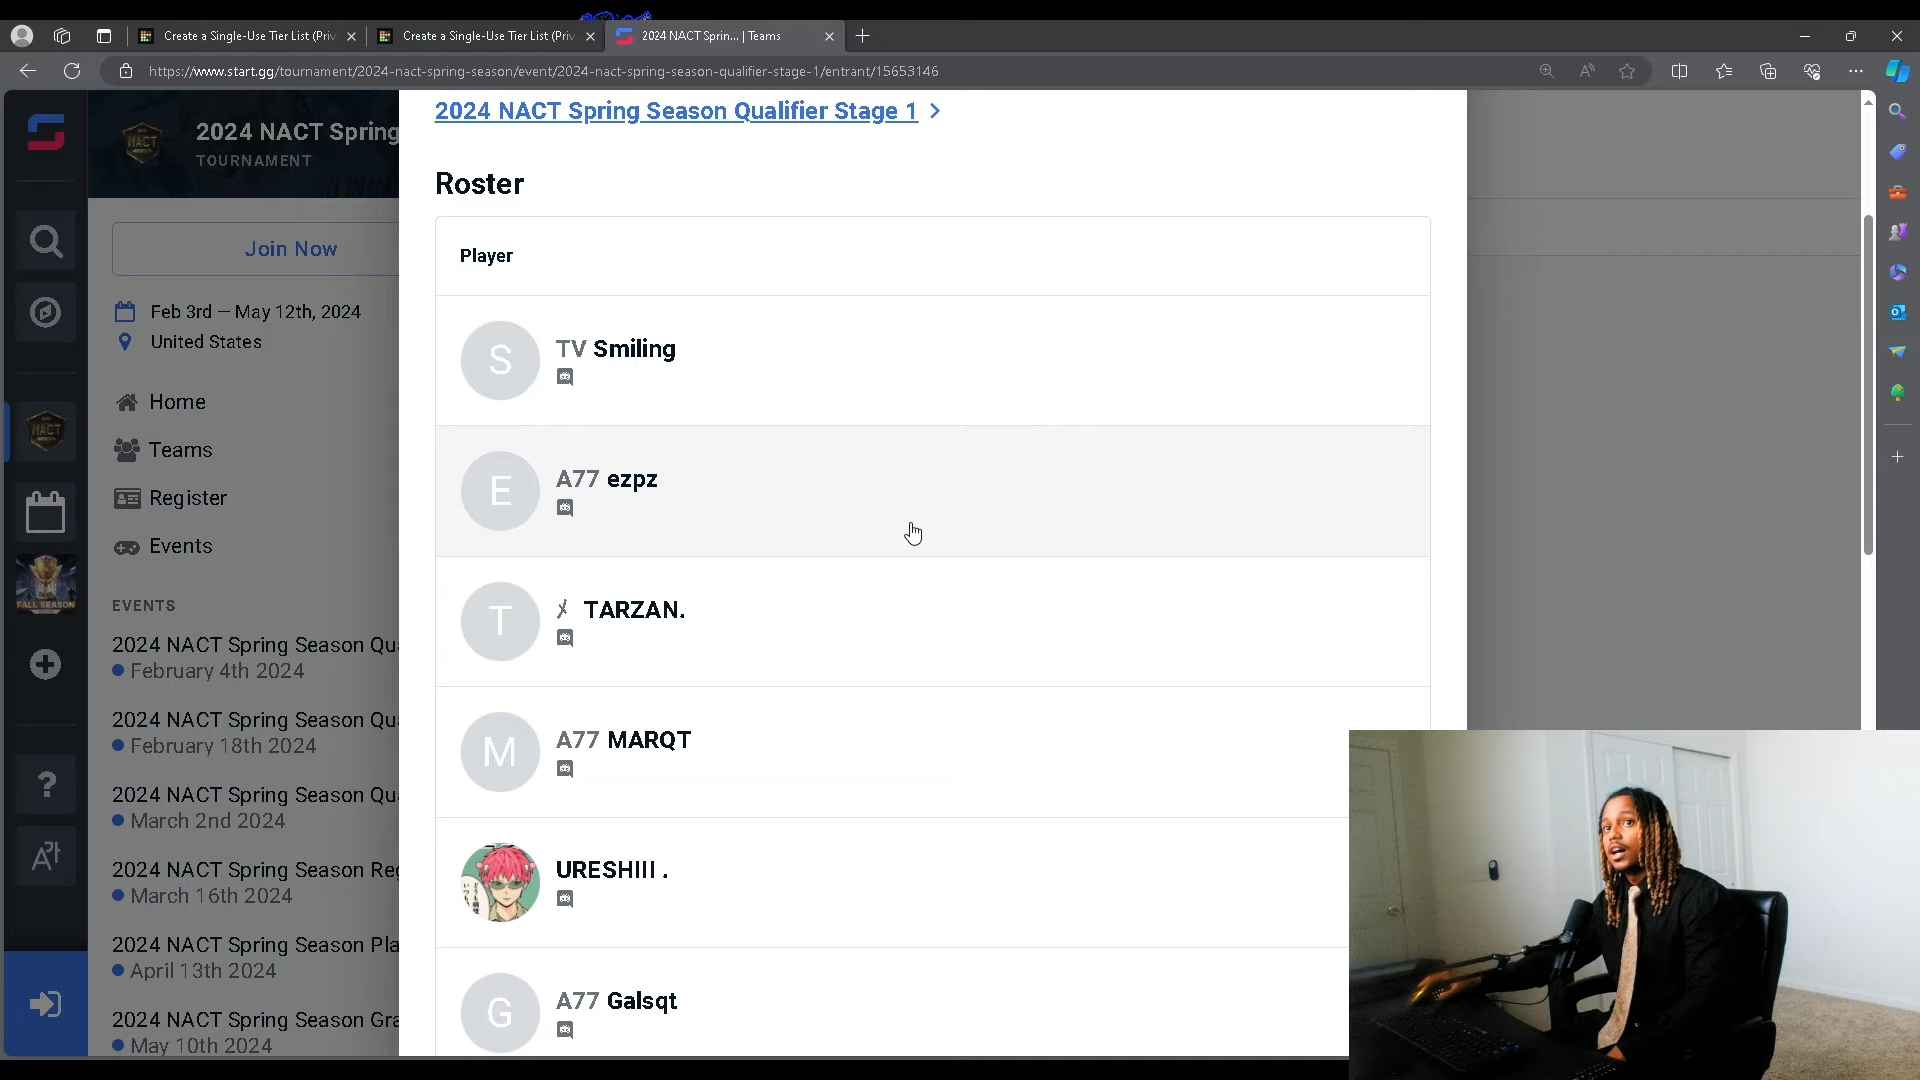 Create a Single-Use Tier List (Priv
Create a Single-Use Tier List (Priv
2024 NACT Sprin... | Teams
https://www.start.gg/tournament/2024-nact-spring-season/event/2024-nact-spring-season-qualifier-stage-1/entrant/15653146
2024 NACT Spring
TOURNAMENT
NACT
Join Now
Feb 3rd — May 12th, 2024
United States
Home
Teams
Register
Events
NACT
FALL SEASON
EVENTS
2024 NACT Spring Season Qu
February 4th 2024
2024 NACT Spring Season Qu
February 18th 2024
2024 NACT Spring Season Qu
March 2nd 2024
2024 NACT Spring Season Reg
March 16th 2024
2024 NACT Spring Season Pla
April 13th 2024
2024 NACT Spring Season Gra
May 10th 2024
2024 NACT Spring Season Qualifier Stage 1
Roster
Player
S
TV Smiling
E
A77 ezpz
T
TARZAN.
M
A77 MARQT
URESHIII .
G
A77 Galsqt